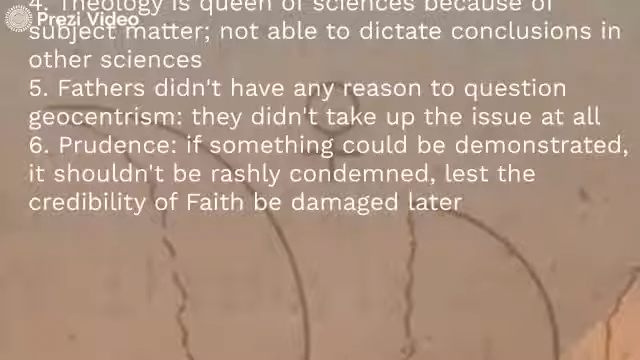 4. Theology is queen of sciences because of
Prezi Video
subject matter; not able to dictate conclusions in
other sciences
5. Fathers didn't have any reason to question
geocentrism: they didn't take up the issue at all
6. Prudence: if something could be demonstrated,
it shouldn't be rashly condemned, lest the
credibility of Faith be damaged later